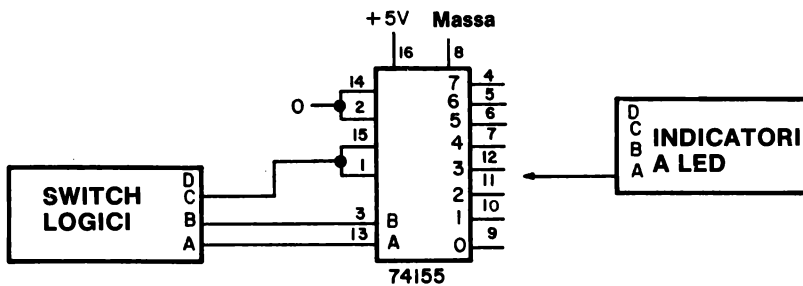 +5V Massa
16 8
14
0 2
15
1
7 4
6 5
5 6
4 7
3 12
2 11
1 10
0 9
SWITCH
LOGICI
D
C
B
A
3 B
13 A
74155
D
C
B
A
INDICATORI
A LED